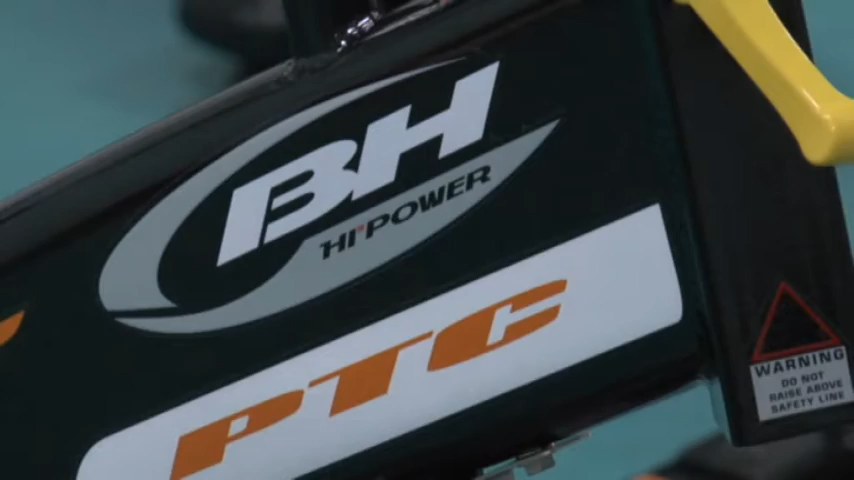 BH
HI·POWER
PTC
WARNING
DO NOT
RAISE ABOVE
SAFETY LINE